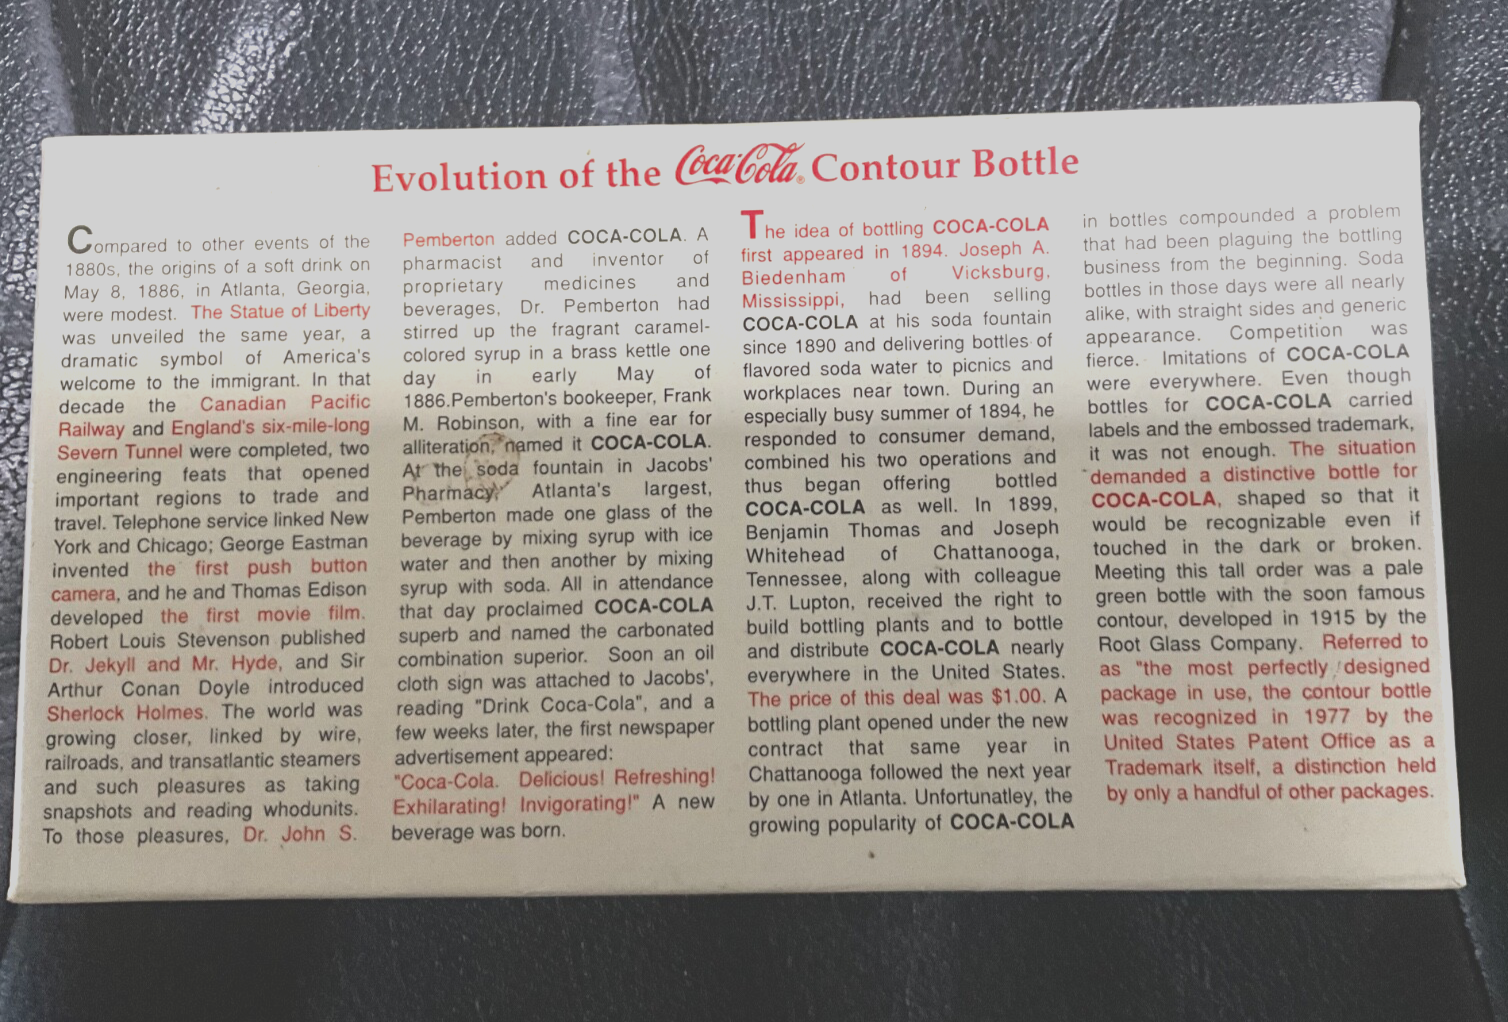 Evolution of the Coca-Cola® Contour Bottle
Compared to other events of the
1880s, the origins of a soft drink on
May 8, 1886, in Atlanta, Georgia,
were modest. The Statue of Liberty
was unveiled the same year, a
dramatic symbol of America's
welcome to the immigrant. In that
decade the Canadian Pacific
Railway and England's six-mile-long
Severn Tunnel were completed, two
engineering feats that opened
important regions to trade and
travel. Telephone service linked New
York and Chicago; George Eastman
invented the first push button
camera, and he and Thomas Edison
developed the first movie film.
Robert Louis Stevenson published
Dr. Jekyll and Mr. Hyde, and Sir
Arthur Conan Doyle introduced
Sherlock Holmes. The world was
growing closer, linked by wire,
railroads, and transatlantic steamers
and such pleasures as taking
snapshots and reading whodunits.
To those pleasures, Dr. John S.
Pemberton added COCA-COLA. A
pharmacist and inventor of
proprietary medicines and
beverages, Dr. Pemberton had
stirred up the fragrant caramel-
colored syrup in a brass kettle one
day in early May of
1886.Pemberton's bookeeper, Frank
M. Robinson, with a fine ear for
alliteration, named it COCA-COLA.
At the soda fountain in Jacobs'
Pharmacy, Atlanta's largest,
Pemberton made one glass of the
beverage by mixing syrup with ice
water and then another by mixing
syrup with soda. All in attendance
that day proclaimed COCA-COLA
superb and named the carbonated
combination superior. Soon an oil
cloth sign was attached to Jacobs',
reading "Drink Coca-Cola", and a
few weeks later, the first newspaper
advertisement appeared:
"Coca-Cola. Delicious! Refreshing!
Exhilarating! Invigorating!" A new
beverage was born.
The idea of bottling COCA-COLA
first appeared in 1894. Joseph A.
Biedenham of Vicksburg,
Mississippi, had been selling
COCA-COLA at his soda fountain
since 1890 and delivering bottles of
flavored soda water to picnics and
workplaces near town. During an
especially busy summer of 1894, he
responded to consumer demand,
combined his two operations and
thus began offering bottled
COCA-COLA as well. In 1899,
Benjamin Thomas and Joseph
Whitehead of Chattanooga,
Tennessee, along with colleague
J.T. Lupton, received the right to
build bottling plants and to bottle
and distribute COCA-COLA nearly
everywhere in the United States.
The price of this deal was $1.00. A
bottling plant opened under the new
contract that same year in
Chattanooga followed the next year
by one in Atlanta. Unfortunatley, the
growing popularity of COCA-COLA
in bottles compounded a problem
that had been plaguing the bottling
business from the beginning. Soda
bottles in those days were all nearly
alike, with straight sides and generic
appearance. Competition was
fierce. Imitations of COCA-COLA
were everywhere. Even though
bottles for COCA-COLA carried
labels and the embossed trademark,
it was not enough. The situation
demanded a distinctive bottle for
COCA-COLA, shaped so that it
would be recognizable even if
touched in the dark or broken.
Meeting this tall order was a pale
green bottle with the soon famous
contour, developed in 1915 by the
Root Glass Company. Referred to
as "the most perfectly designed
package in use, the contour bottle
was recognized in 1977 by the
United States Patent Office as a
Trademark itself, a distinction held
by only a handful of other packages.